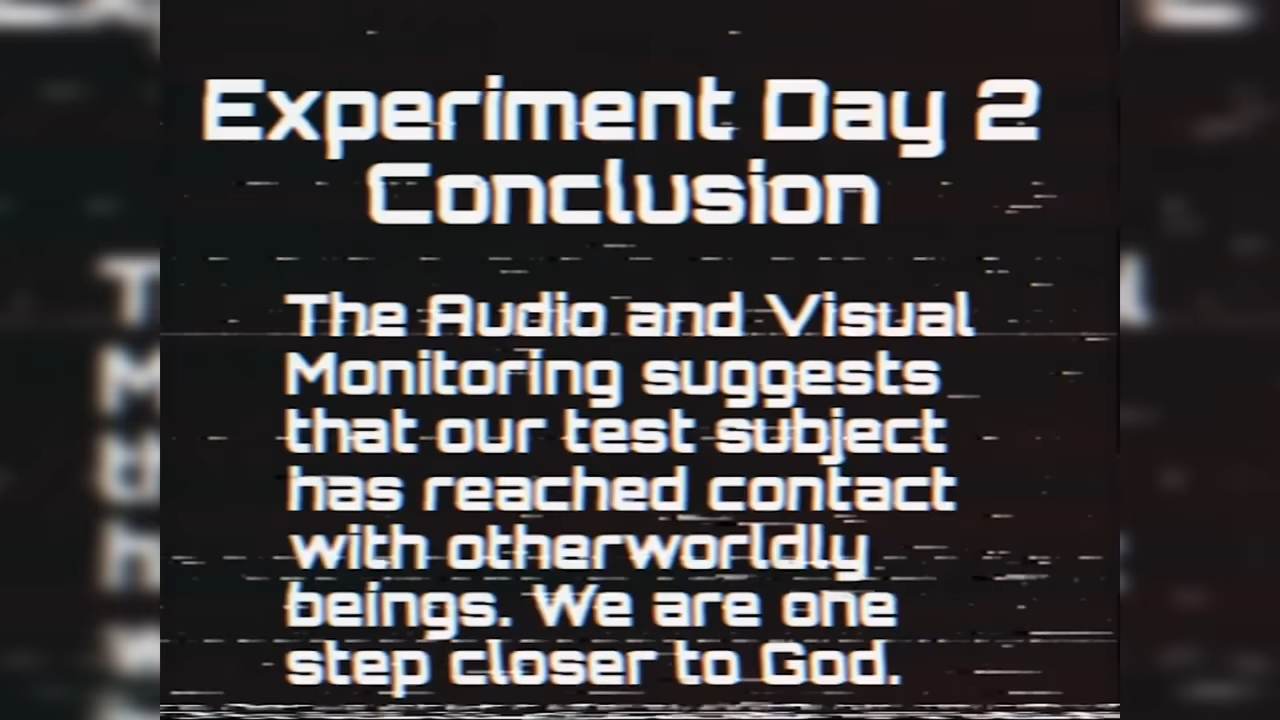 Experiment Day 2
Conclusion
The Audio and Visual
Monitoring suggests
that our test subject
has reached contact
with otherworldly
beings. We are one
step closer to God.